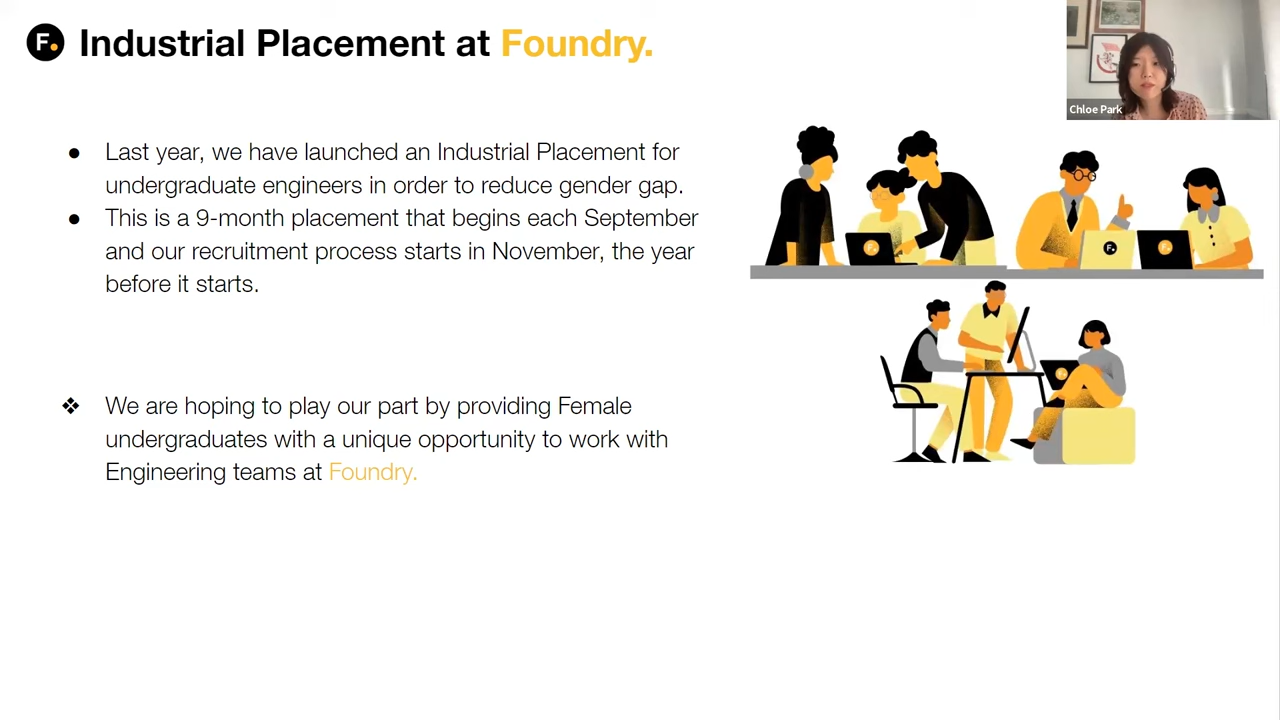 F. Industrial Placement at Foundry.
Chloe Park
● Last year, we have launched an Industrial Placement for
undergraduate engineers in order to reduce gender gap.
● This is a 9-month placement that begins each September
and our recruitment process starts in November, the year
before it starts.
❖ We are hoping to play our part by providing Female
undergraduates with a unique opportunity to work with
Engineering teams at Foundry.
F.
F.
F.
F.